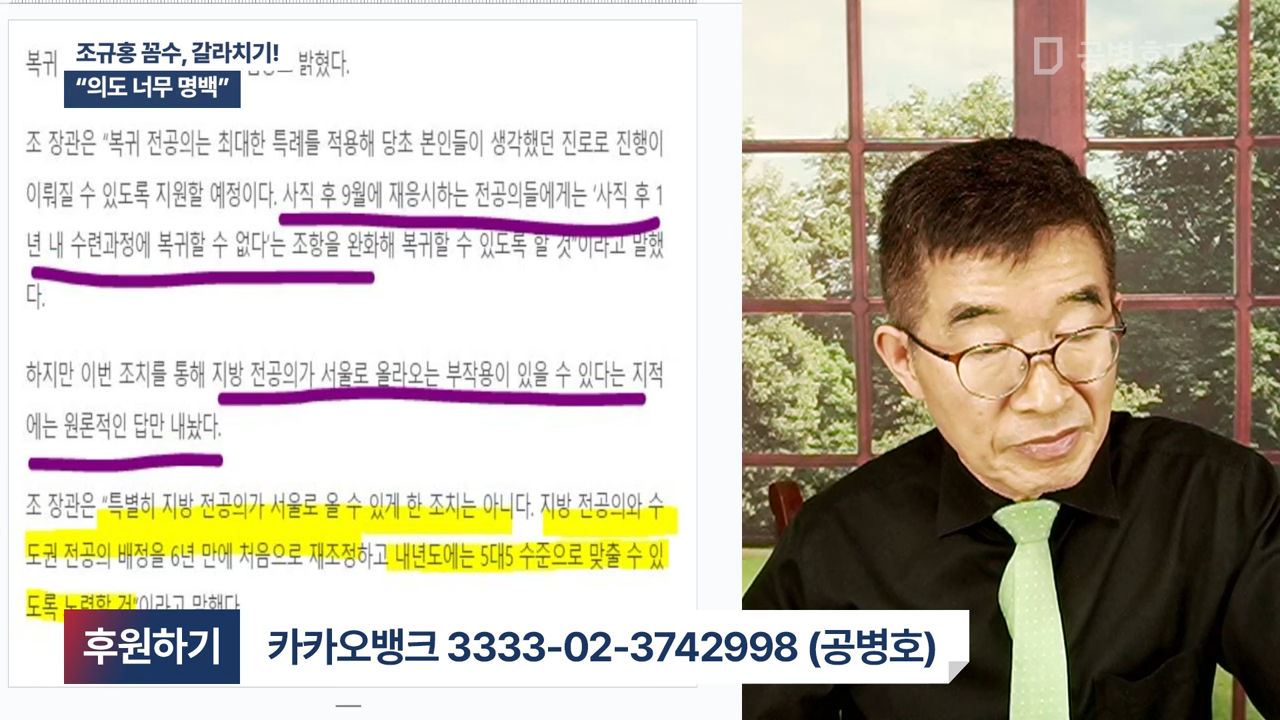 조규홍 꼼수, 갈라치기!
“의도 너무 명백”
공병호TV
복귀 밝혔다.
조 장관은 “복귀 전공의는 최대한 특례를 적용해 당초 본인들이 생각했던 진로로 진행이
이뤄질 수 있도록 지원할 예정이다. 사직 후 9월에 재응시하는 전공의들에게는 ‘사직 후 1
년 내 수련과정에 복귀할 수 없다’는 조항을 완화해 복귀할 수 있도록 할 것”이라고 말했
다.
하지만 이번 조치를 통해 지방 전공의가 서울로 올라오는 부작용이 있을 수 있다는 지적
에는 원론적인 답만 내놨다.
조 장관은 “특별히 지방 전공의가 서울로 올 수 있게 한 조치는 아니다. 지방 전공의와 수
도권 전공의 배정을 6년 만에 처음으로 재조정하고 내년도에는 5대5 수준으로 맞출 수 있
도록 노력할 것”이라고 말했다
후원하기
카카오뱅크 3333-02-3742998 (공병호)